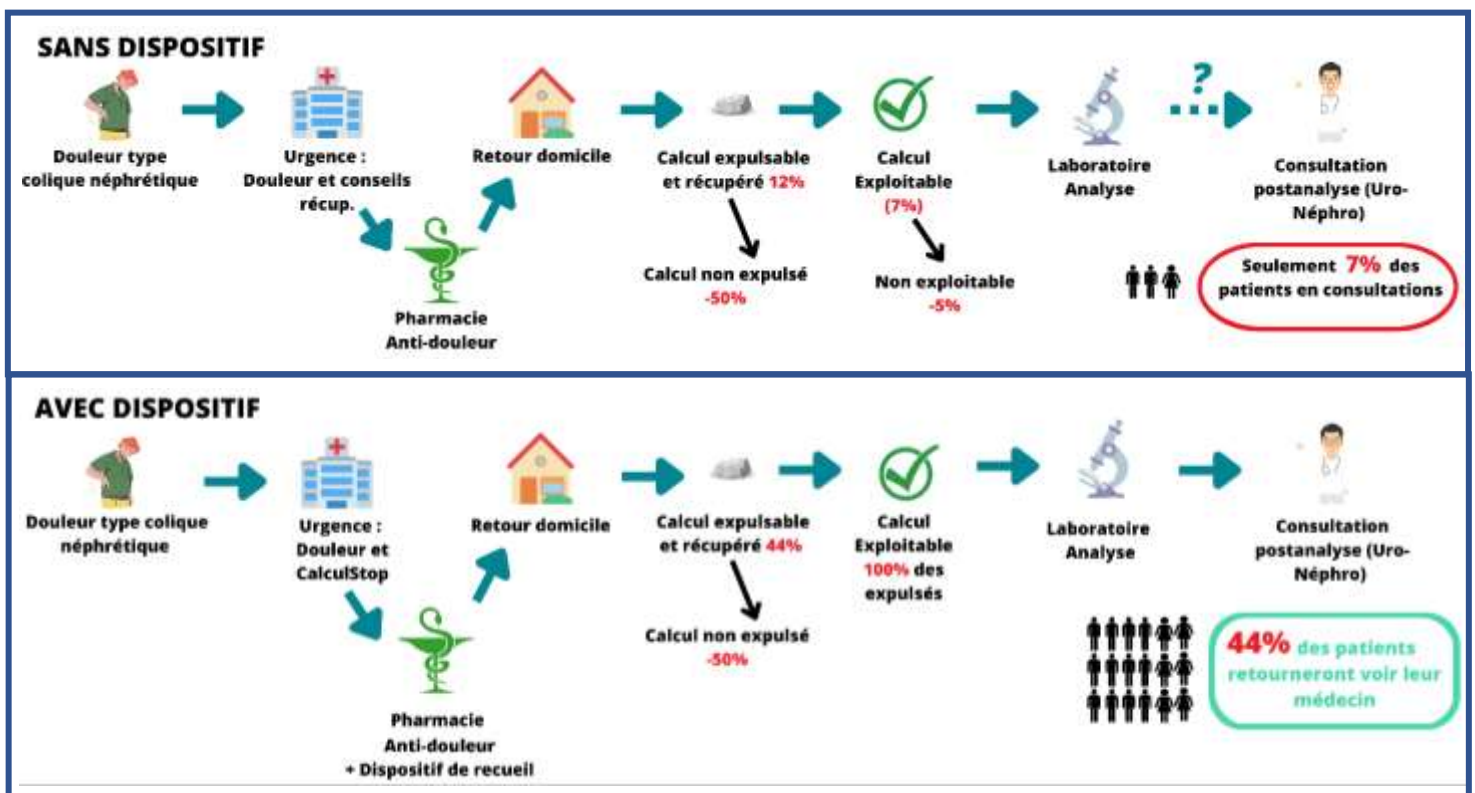 SANS DISPOSITIF
Douleur type
colique néphrétique
Urgence :
Douleur et conseils
récup.
Pharmacie
Anti-douleur
Retour domicile
Calcul expulsable
et récupéré 12%
Calcul non expulsé
-50%
Calcul
Exploitable
(7%)
Non exploitable
-5%
Laboratoire
Analyse
?
Consultation
postanalyse (Uro-
Néphro)
Seulement 7% des
patients en consultations
AVEC DISPOSITIF
Douleur type colique
néphrétique
Urgence :
Douleur et
CalculStop
Pharmacie
Anti-douleur
+ Dispositif de recueil
Retour domicile
Calcul expulsable
et récupéré 44%
Calcul non expulsé
-50%
Calcul
Exploitable
100% des
expulsés
Laboratoire
Analyse
Consultation
postanalyse (Uro-
Néphro)
44% des patients
retourneront voir leur
médecin